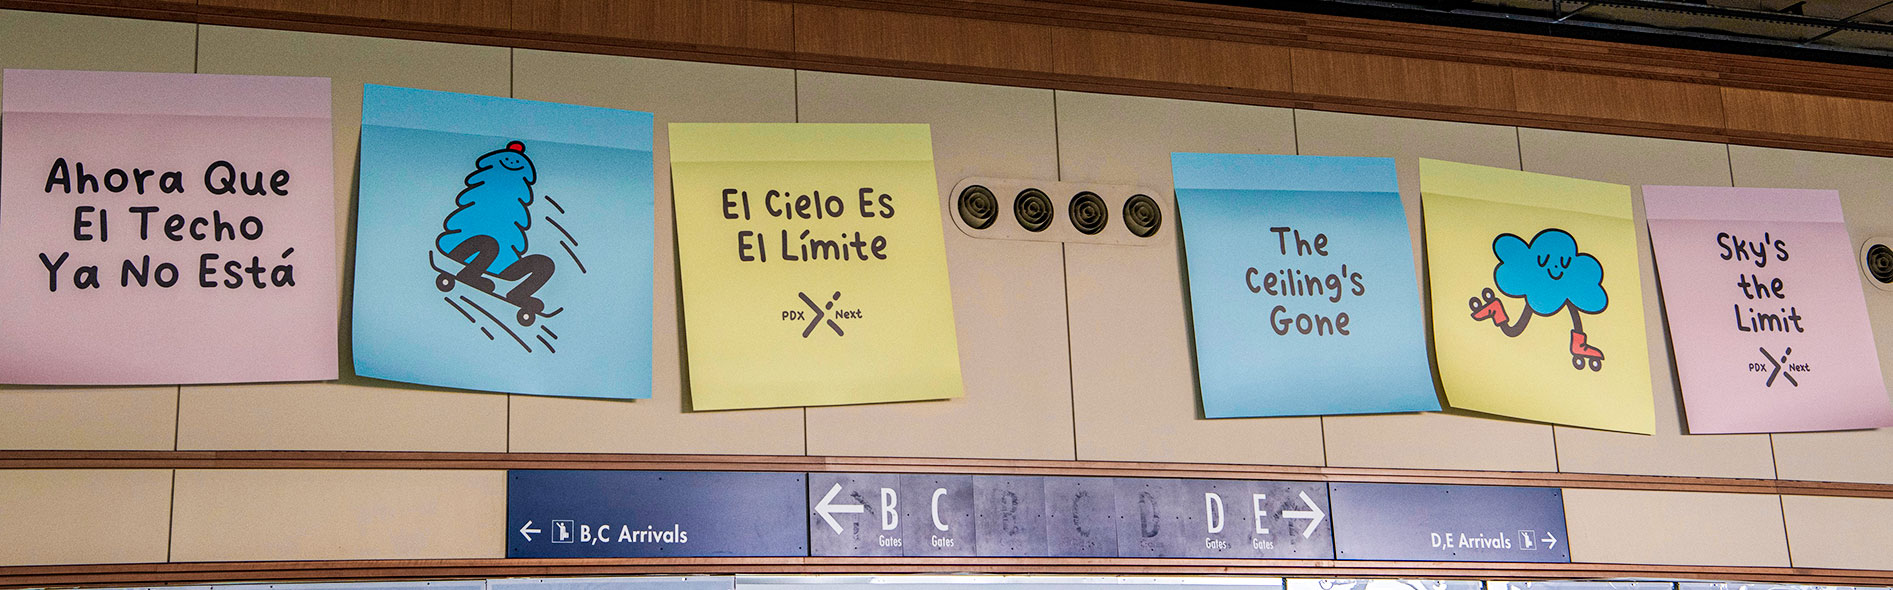 Ahora Que
El Techo
Ya No Está
El Cielo Es
El Límite
PDX Next
The
Ceiling's
Gone
Sky's
the
Limit
PDX Next
← B,C Arrivals
← B Gates C Gates B C D D Gates E Gates →
D,E Arrivals →